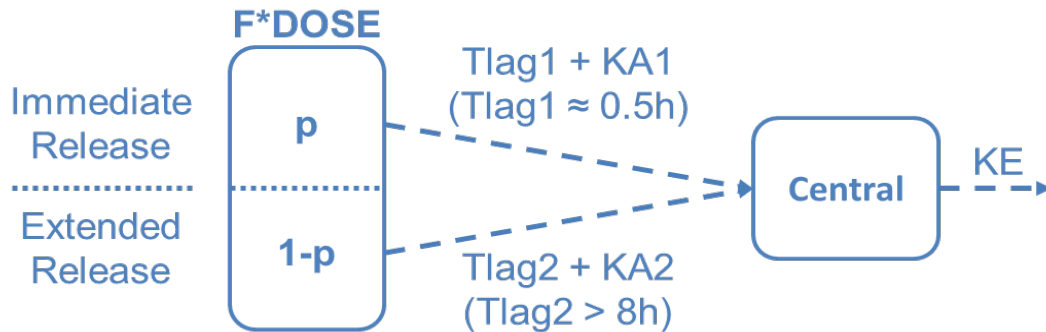 F*DOSE
Immediate
Release
p
Tlag1 + KA1
(Tlag1 ≈ 0.5h)
Central
KE
Extended
Release
1-p
Tlag2 + KA2
(Tlag2 > 8h)